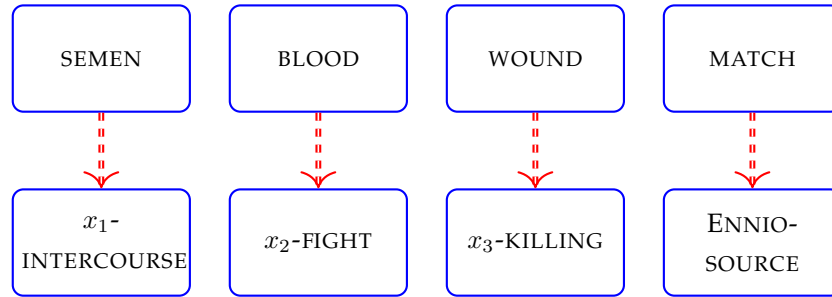 SEMEN
BLOOD
WOUND
MATCH
x₁-
INTERCOURSE
x₂-FIGHT
x₃-KILLING
ENNIO-
SOURCE